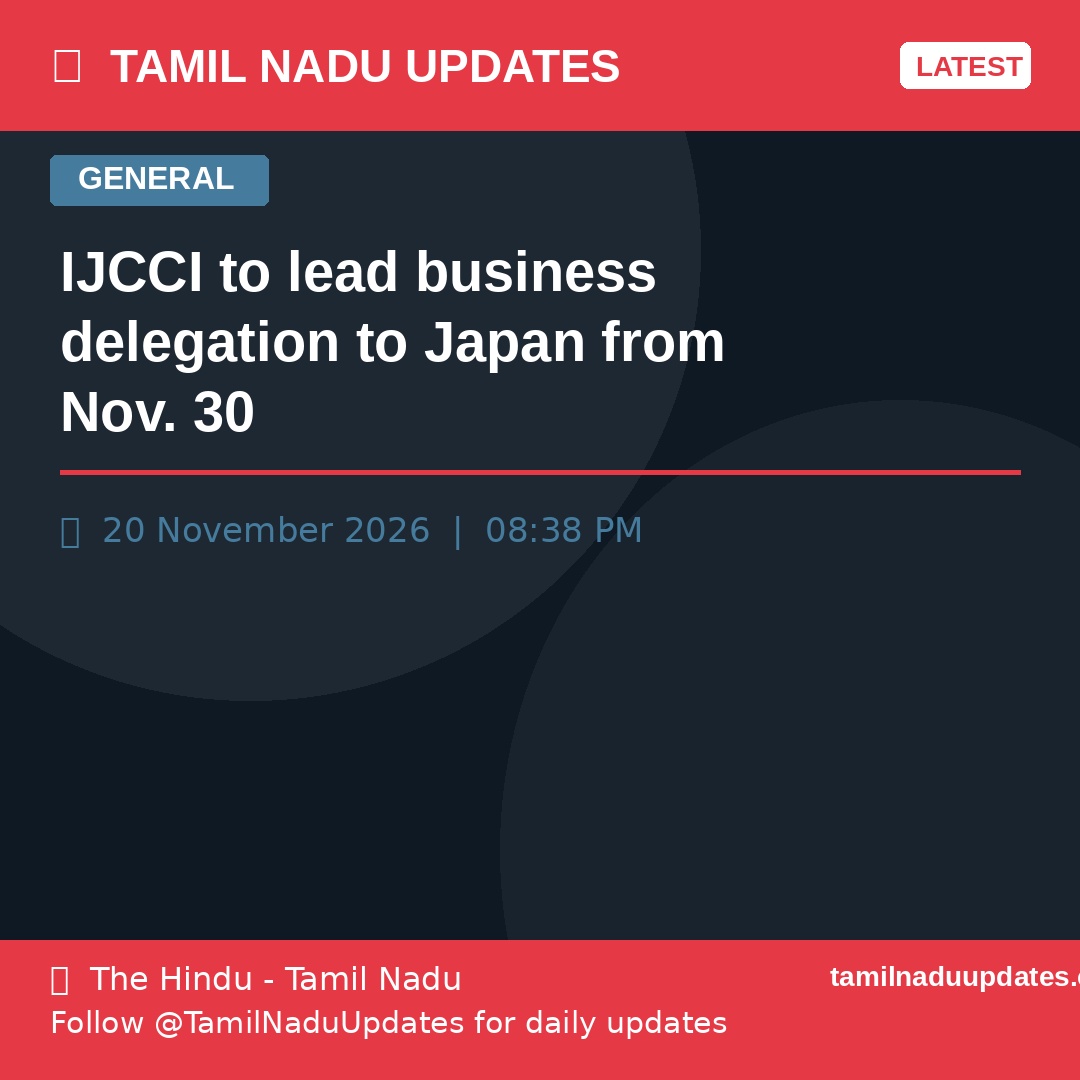 TAMIL NADU UPDATES
LATEST
GENERAL
IJCCI to lead business
delegation to Japan from
Nov. 30
20 November 2026 | 08:38 PM
The Hindu - Tamil Nadu
tamilnaduupdates.
Follow @TamilNaduUpdates for daily updates